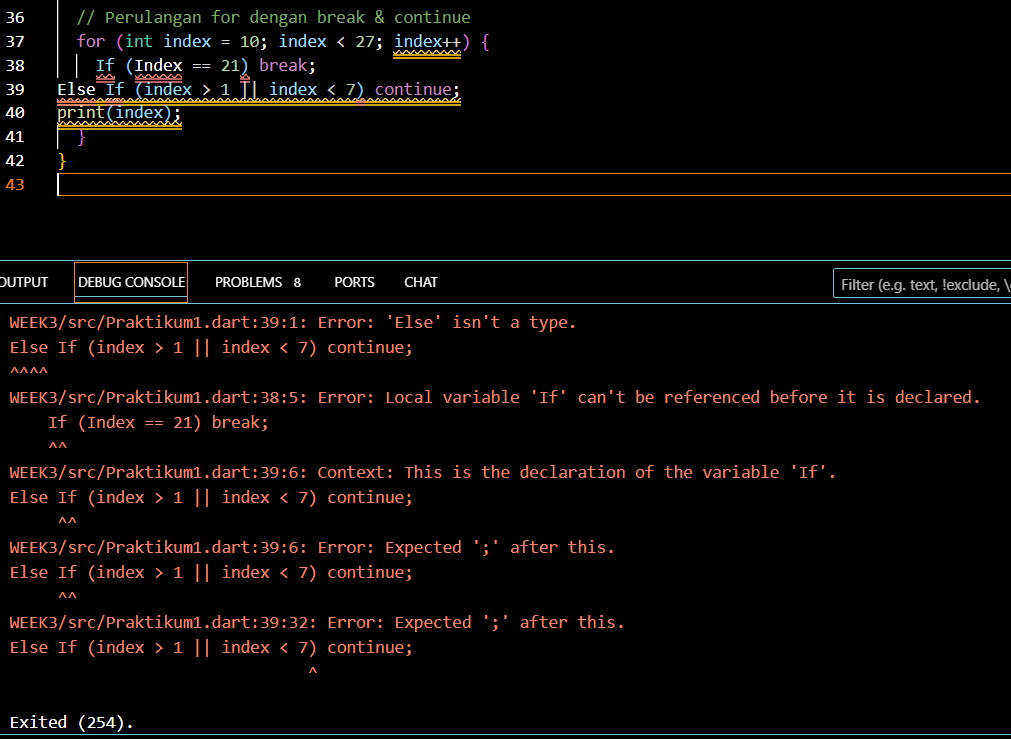 36 // Perulangan for dengan break & continue
37 for (int index = 10; index < 27; index++) {
38 If (Index == 21) break;
39 Else If (index > 1 || index < 7) continue;
40 print(index);
41 }
42 }
43
OUTPUT DEBUG CONSOLE PROBLEMS 8 PORTS CHAT Filter (e.g. text, !exclude, \
WEEK3/src/Praktikum1.dart:39:1: Error: 'Else' isn't a type.
Else If (index > 1 || index < 7) continue;
^^^^
WEEK3/src/Praktikum1.dart:38:5: Error: Local variable 'If' can't be referenced before it is declared.
If (Index == 21) break;
^^
WEEK3/src/Praktikum1.dart:39:6: Context: This is the declaration of the variable 'If'.
Else If (index > 1 || index < 7) continue;
^^
WEEK3/src/Praktikum1.dart:39:6: Error: Expected ';' after this.
Else If (index > 1 || index < 7) continue;
^^
WEEK3/src/Praktikum1.dart:39:32: Error: Expected ';' after this.
Else If (index > 1 || index < 7) continue;
^
Exited (254).